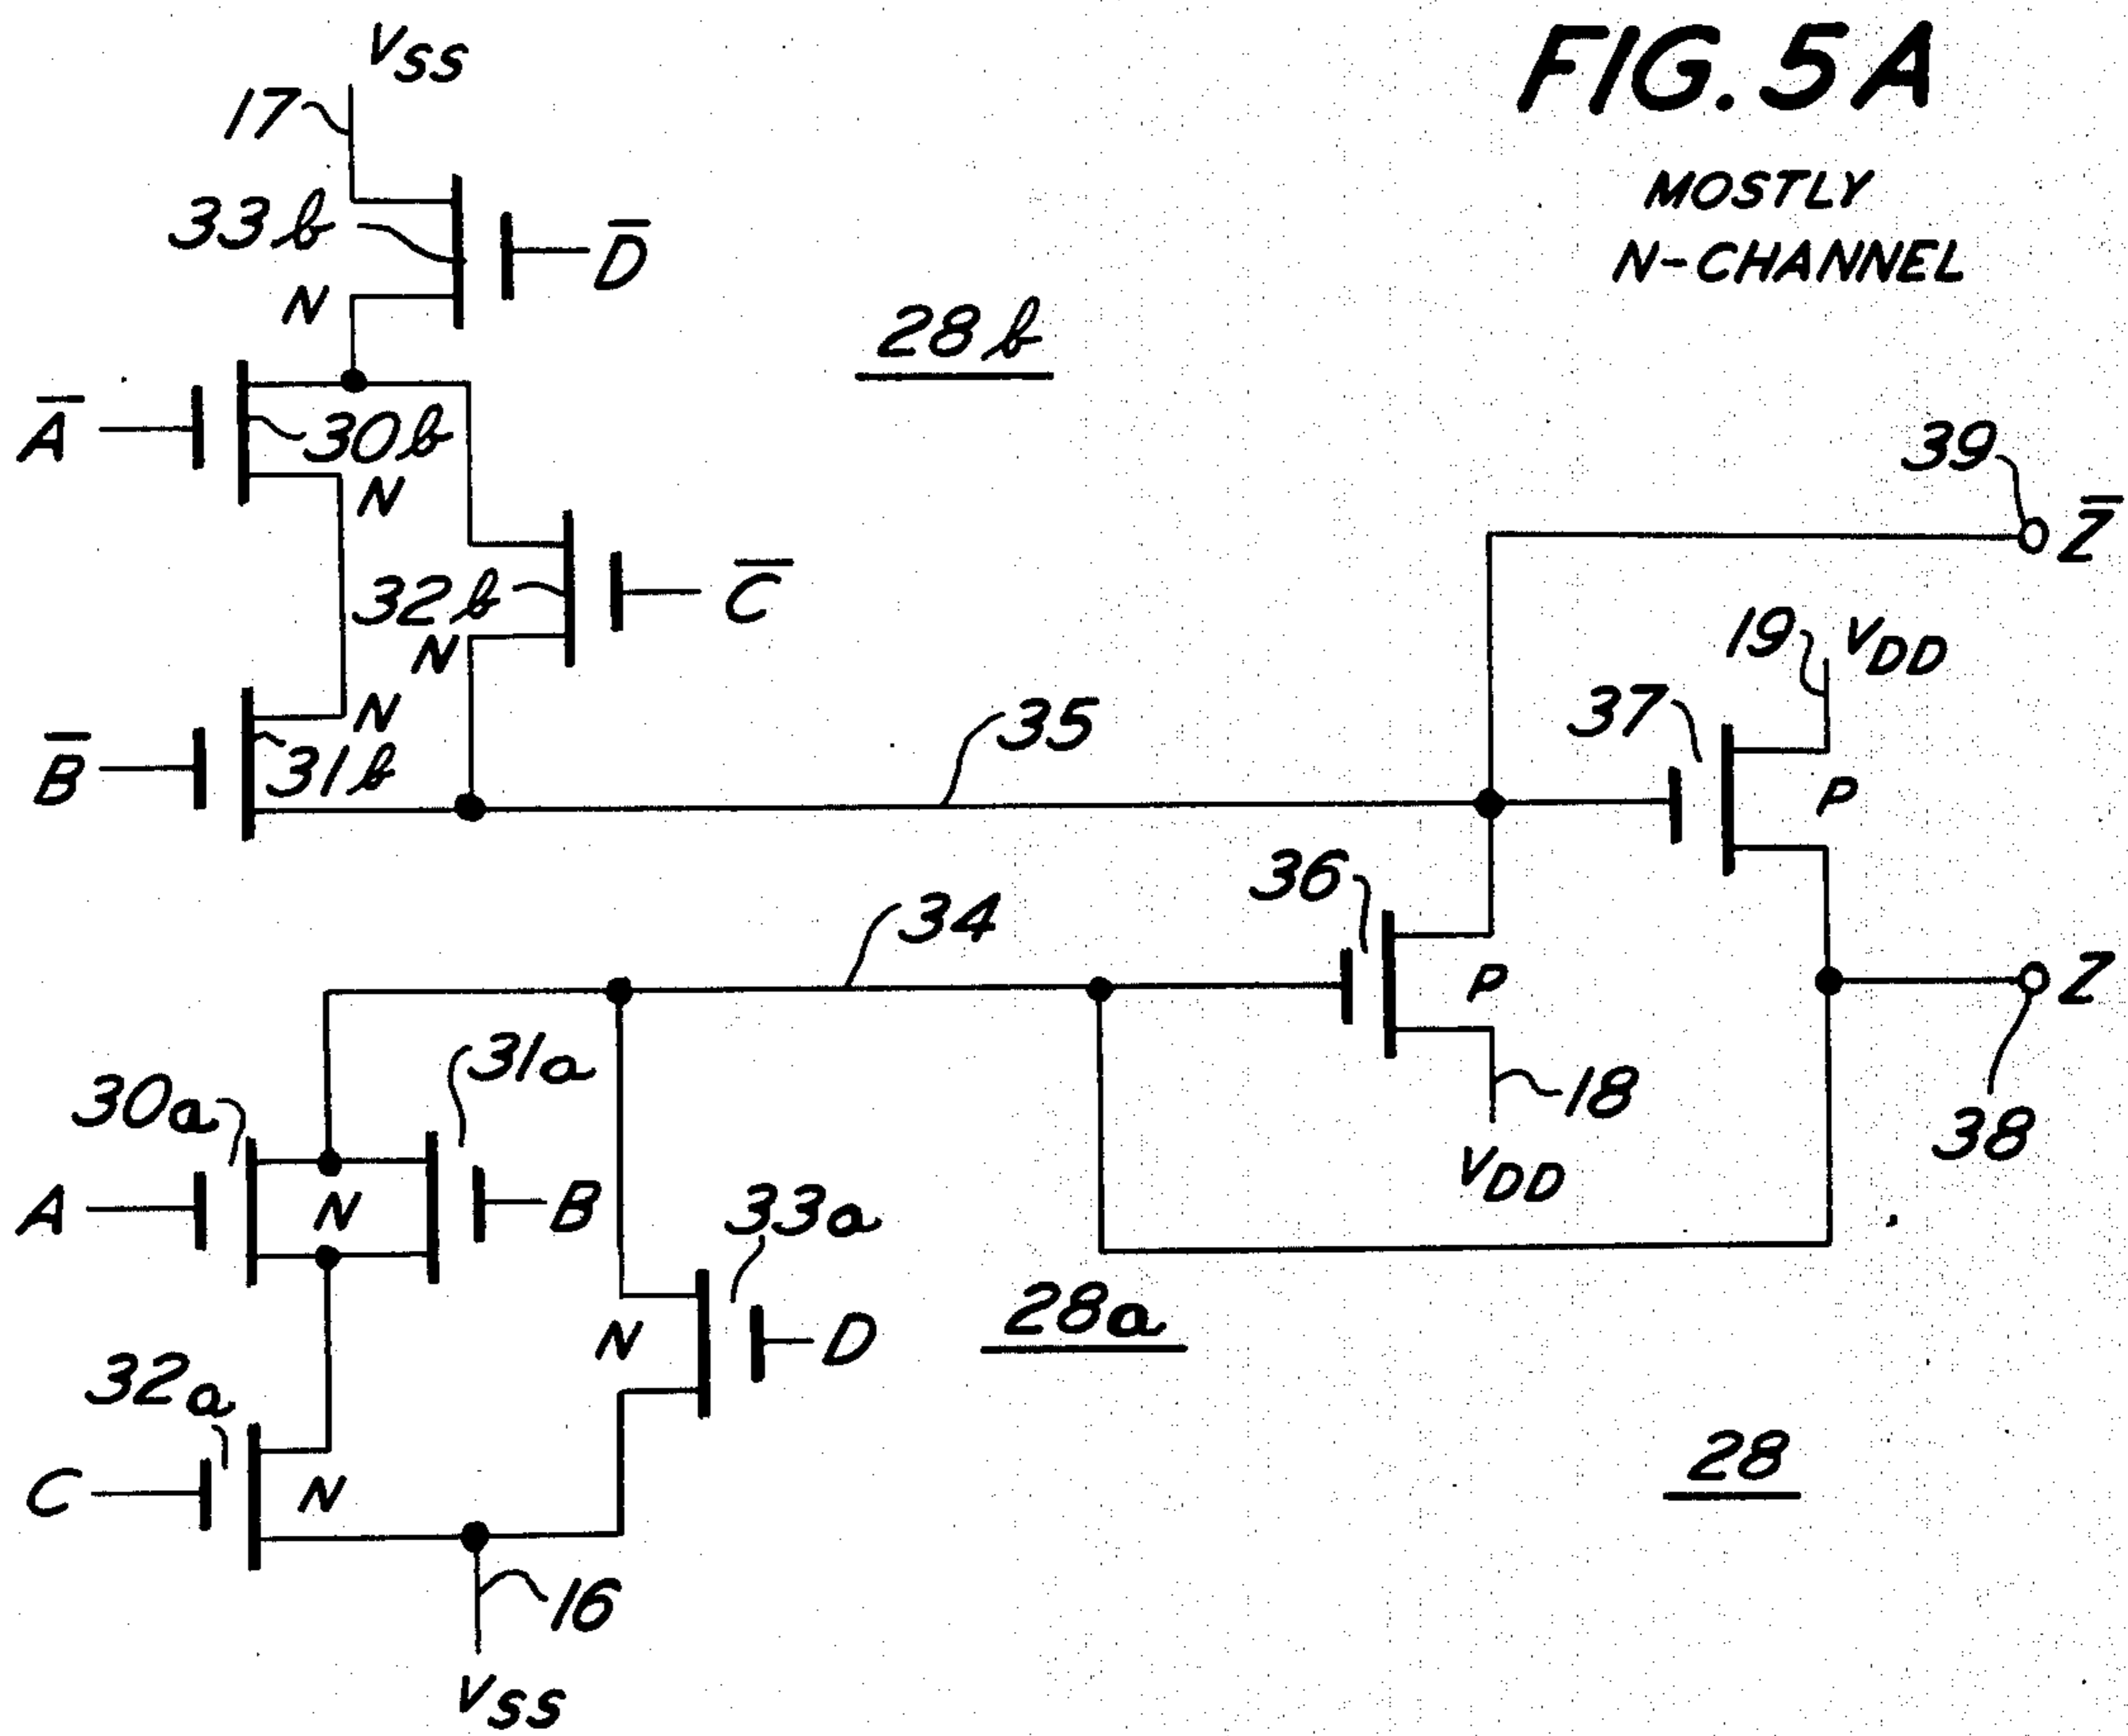 FIG. 5A
MOSTLY
N-CHANNEL
VSS
17
33b
D̅
N
28b
A̅
30b
N
39
Z̅
32b
C̅
N
19
VDD
37
N
35
B̅
31b
P
36
34
P
Z
31a
30a
18
38
VDD
A
N
B
33a
28a
N
D
32a
28
C
N
16
VSS